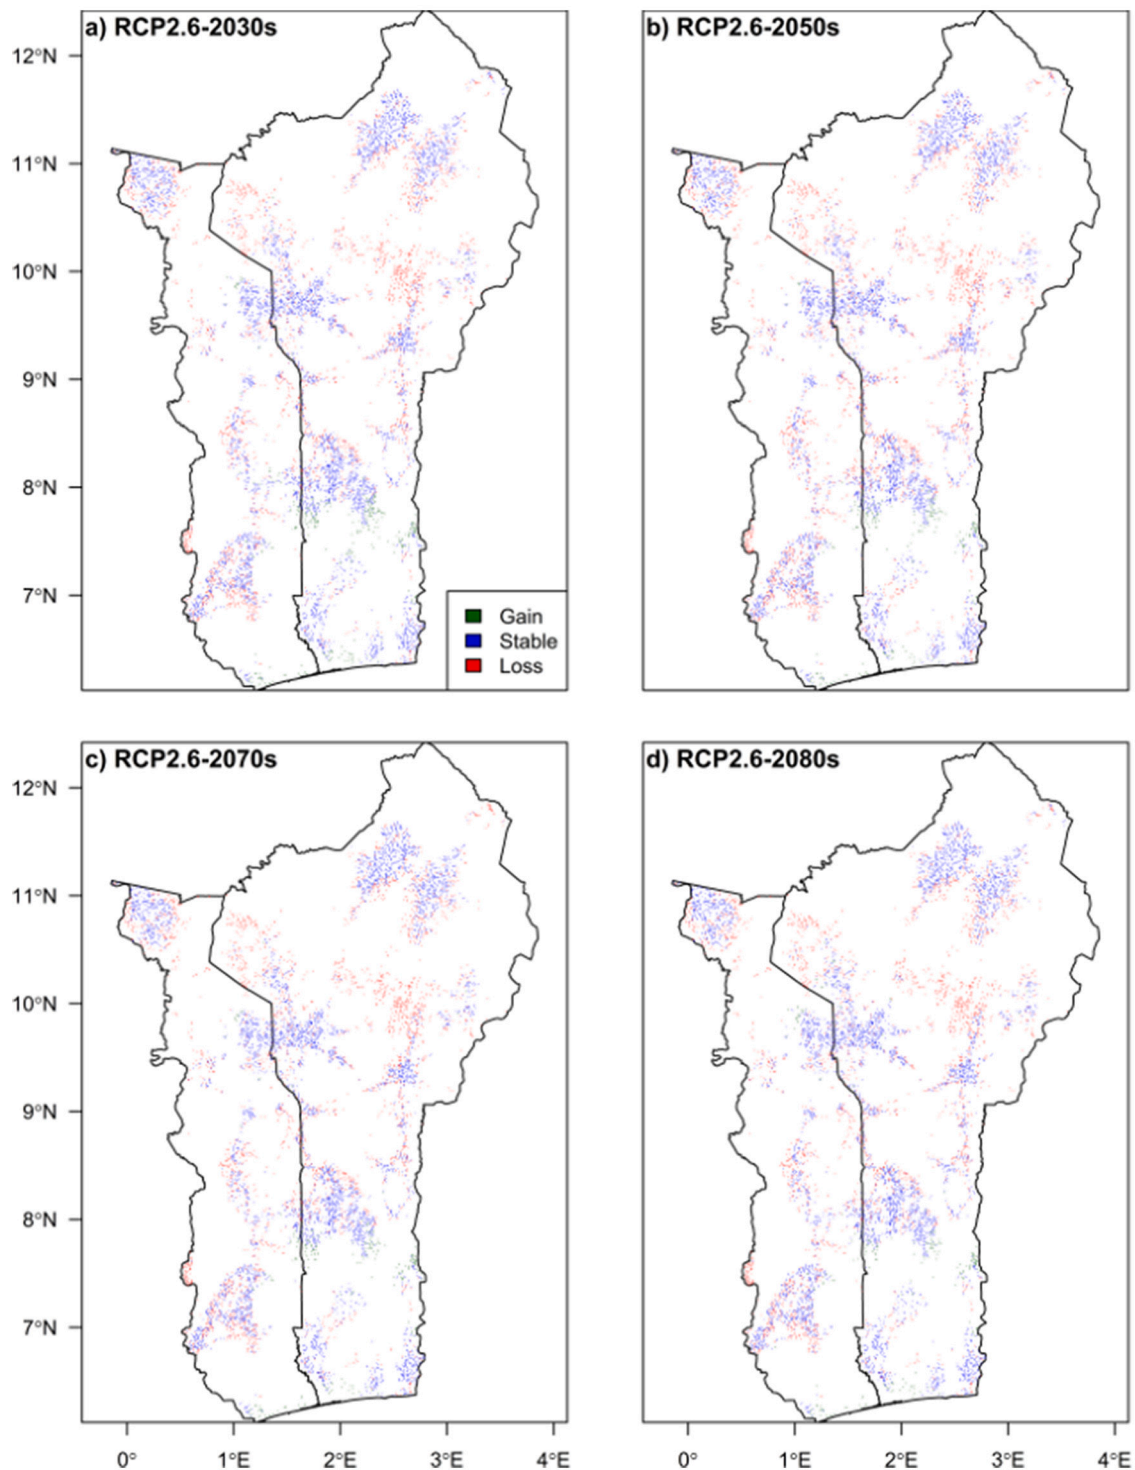 a) RCP2.6-2030s
b) RCP2.6-2050s
12°N
11°N
10°N
9°N
8°N
7°N
Gain
Stable
Loss
c) RCP2.6-2070s
d) RCP2.6-2080s
12°N
11°N
10°N
9°N
8°N
7°N
0° 1°E 2°E 3°E 4°E 0° 1°E 2°E 3°E 4°E